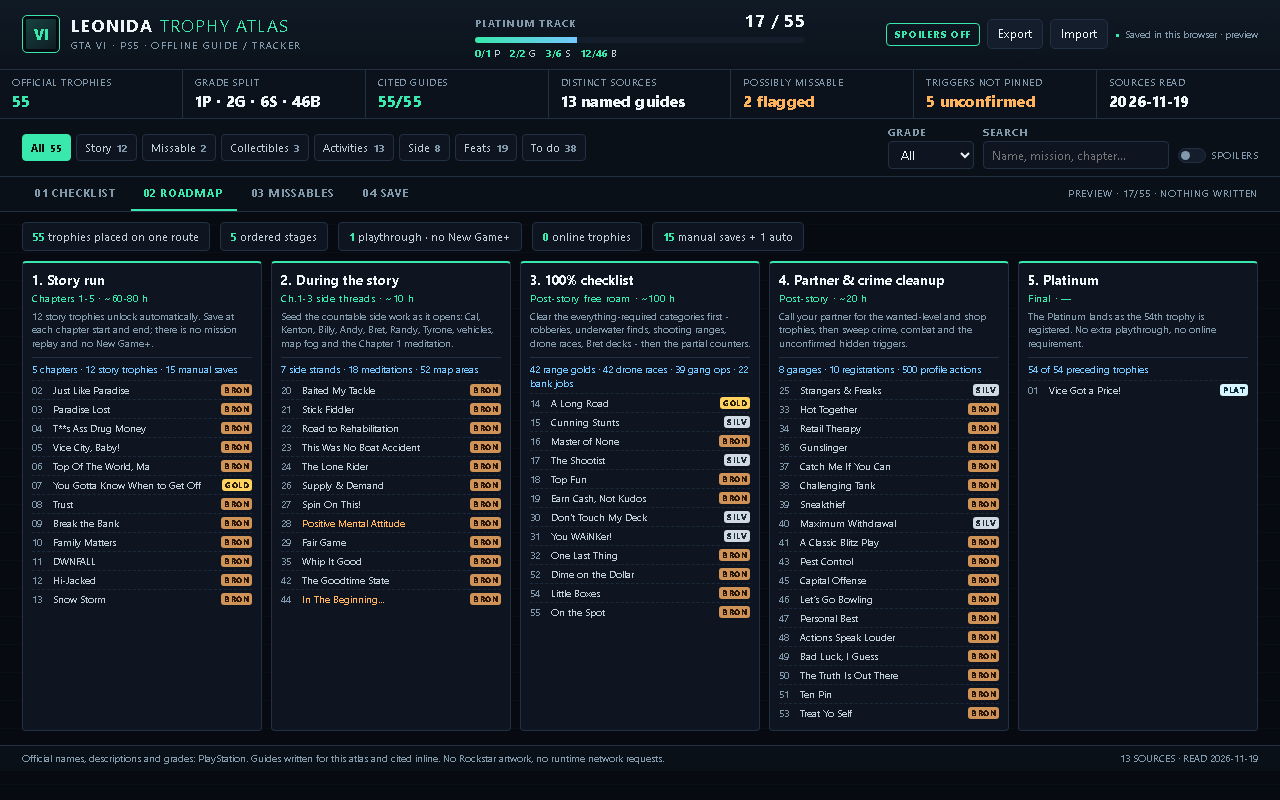 VI
LEONIDA TROPHY ATLAS
GTA VI · PS5 · OFFLINE GUIDE / TRACKER
PLATINUM TRACK
17 / 55
0/1 P 2/2 G 3/6 S 12/46 B
SPOILERS OFF
Export
Import
Saved in this browser · preview
OFFICIAL TROPHIES
55
GRADE SPLIT
1P · 2G · 6S · 46B
CITED GUIDES
55/55
DISTINCT SOURCES
13 named guides
POSSIBLY MISSABLE
2 flagged
TRIGGERS NOT PINNED
5 unconfirmed
SOURCES READ
2026-11-19
All 55
Story 12
Missable 2
Collectibles 3
Activities 13
Side 8
Feats 19
To do 38
GRADE
All
SEARCH
Name, mission, chapter...
SPOILERS
01 CHECKLIST
02 ROADMAP
03 MISSABLES
04 SAVE
PREVIEW · 17/55 · NOTHING WRITTEN
55 trophies placed on one route
5 ordered stages
1 playthrough · no New Game+
0 online trophies
15 manual saves + 1 auto
1. Story run
Chapters 1-5 · ~60-80 h
12 story trophies unlock automatically. Save at
each chapter start and end; there is no mission
replay and no New Game+.
5 chapters · 12 story trophies · 15 manual saves
02 Just Like Paradise BRON
03 Paradise Lost BRON
04 T**s Ass Drug Money BRON
05 Vice City, Baby! BRON
06 Top Of The World, Ma BRON
07 You Gotta Know When to Get Off GOLD
08 Trust BRON
09 Break the Bank BRON
10 Family Matters BRON
11 DWNFALL BRON
12 Hi-Jacked BRON
13 Snow Storm BRON
2. During the story
Ch.1-3 side threads · ~10 h
Seed the countable side work as it opens: Cal,
Kenton, Billy, Andy, Bret, Randy, Tyrone, vehicles,
map fog and the Chapter 1 meditation.
7 side strands · 18 meditations · 52 map areas
20 Baited My Tackle BRON
21 Stick Fiddler BRON
22 Road to Rehabilitation BRON
23 This Was No Boat Accident BRON
24 The Lone Rider BRON
26 Supply & Demand BRON
27 Spin On This! BRON
28 Positive Mental Attitude BRON
29 Fair Game BRON
35 Whip It Good BRON
42 The Goodtime State BRON
44 In The Beginning... BRON
3. 100% checklist
Post-story free roam · ~100 h
Clear the everything-required categories first -
robberies, underwater finds, shooting ranges,
drone races, Bret decks - then the partial counters.
42 range golds · 42 drone races · 39 gang ops · 22
bank jobs
14 A Long Road GOLD
15 Cunning Stunts SILV
16 Master of None BRON
17 The Shootist SILV
18 Top Fun BRON
19 Earn Cash, Not Kudos BRON
30 Don't Touch My Deck SILV
31 You WAiNKer! SILV
32 One Last Thing BRON
52 Dime on the Dollar BRON
54 Little Boxes BRON
55 On the Spot BRON
4. Partner & crime cleanup
Post-story · ~20 h
Call your partner for the wanted-level and shop
trophies, then sweep crime, combat and the
unconfirmed hidden triggers.
8 garages · 10 registrations · 500 profile actions
25 Strangers & Freaks SILV
33 Hot Together BRON
34 Retail Therapy BRON
36 Gunslinger BRON
37 Catch Me If You Can BRON
38 Challenging Tank BRON
39 Sneakthief BRON
40 Maximum Withdrawal SILV
41 A Classic Blitz Play BRON
43 Pest Control BRON
45 Capital Offense BRON
46 Let's Go Bowling BRON
47 Personal Best BRON
48 Actions Speak Louder BRON
49 Bad Luck, I Guess BRON
50 The Truth Is Out There BRON
51 Ten Pin BRON
53 Treat Yo Self BRON
5. Platinum
Final · —
The Platinum lands as the 54th trophy is
registered. No extra playthrough, no online
requirement.
54 of 54 preceding trophies
01 Vice Got a Price! PLAT
Official names, descriptions and grades: PlayStation. Guides written for this atlas and cited inline. No Rockstar artwork, no runtime network requests.
13 SOURCES · READ 2026-11-19